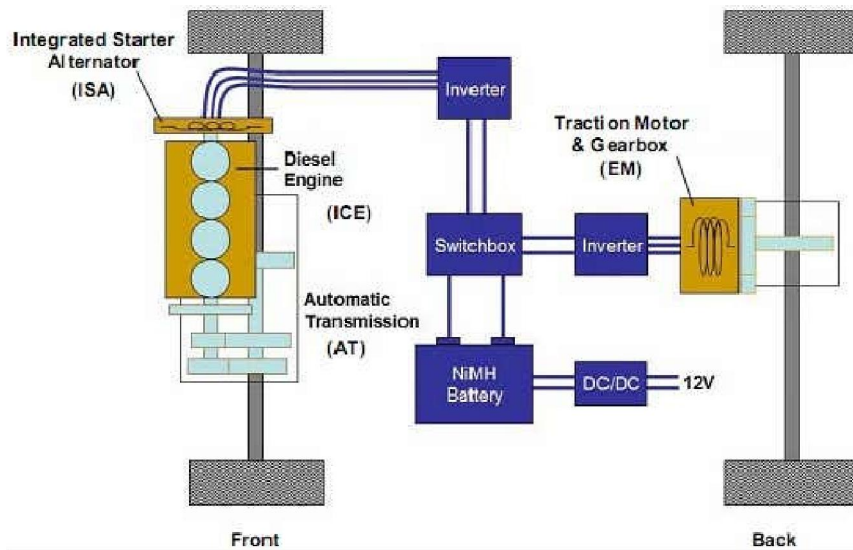 Integrated Starter
Alternator
(ISA)
Inverter
Traction Motor
& Gearbox
(EM)
Diesel
Engine
(ICE)
Switchbox
Inverter
Automatic
Transmission
(AT)
NiMH
Battery
DC/DC
12V
Front
Back